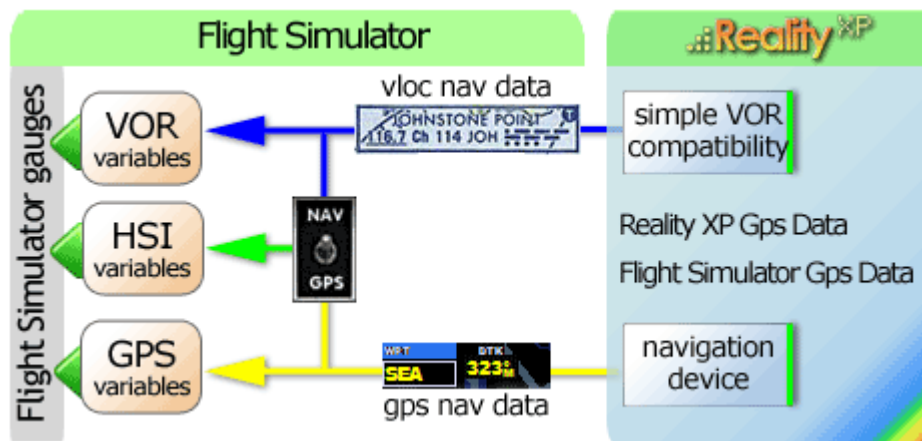 Flight Simulator
Reality XP
Flight Simulator gauges
vloc nav data
VOR
variables
JOHNSTONE POINT
116.7 Ch 114 JOH
simple VOR
compatibility
HSI
variables
NAV
GPS
Reality XP Gps Data
Flight Simulator Gps Data
GPS
variables
WPT
SEA
DTK
323°M
gps nav data
navigation
device